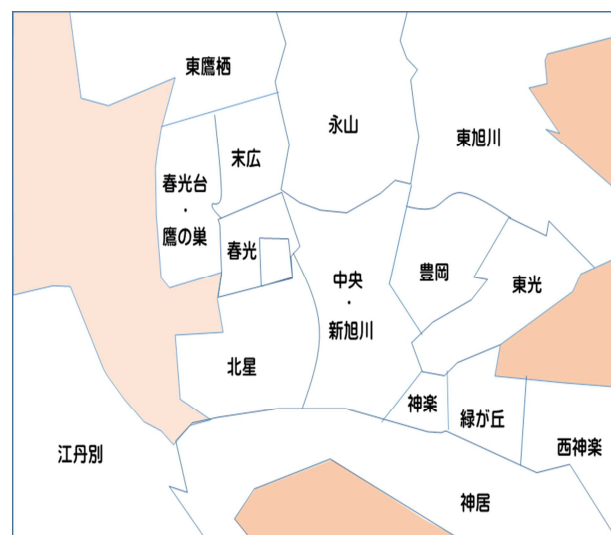 東鷹栖
永山
東旭川
末広
春光台
・
鷹の巣
春光
中央
・
新旭川
豊岡
東光
北星
神楽
緑が丘
西神楽
江丹別
神居